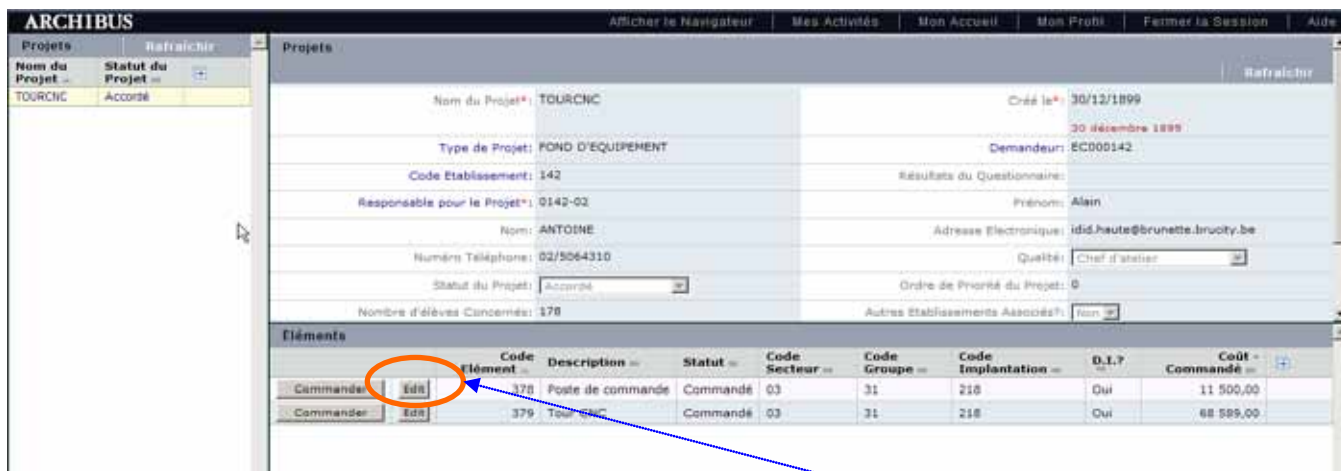 ARCHIBUS Afficher le Navigateur Mes Activités Mon Accueil Mon Profil Fermer la Session Aide
Projets Rafraîchir
Nom du Projet Statut du Projet
TOURCNC Accordé
Projets
Rafraîchir
Nom du Projet*: TOURCNC Créé le*: 30/12/1899
30 décembre 1899
Type de Projet: FOND D'EQUIPEMENT Demandeur: EC000142
Code Etablissement: 142 Résultats du Questionnaire:
Responsable pour le Projet*: 0142-02 Prénom: Alain
Nom: ANTOINE Adresse Electronique: idid.haute@brunette.brucity.be
Numéro Téléphone: 02/5064310 Qualité: Chef d'atelier
Statut du Projet: Accordé Ordre de Priorité du Projet: 0
Nombre d'élèves Concernés: 178 Autres Etablissements Associés?: Non
Eléments
Code Elément Description Statut Code Secteur Code Groupe Code Implantation D.I.? Coût - Commandé
Commander Edit 378 Poste de commande Commandé 03 31 218 Oui 11 500,00
Commander Edit 379 Tour CNC Commandé 03 31 218 Oui 68 589,00